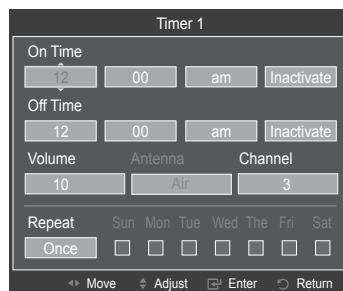 Timer 1
On Time
12 00 am Inactivate
Off Time
12 00 am Inactivate
Volume Antenna Channel
10 Air 3
Repeat Sun Mon Tue Wed The Fri Sat
Once
Move Adjust Enter Return